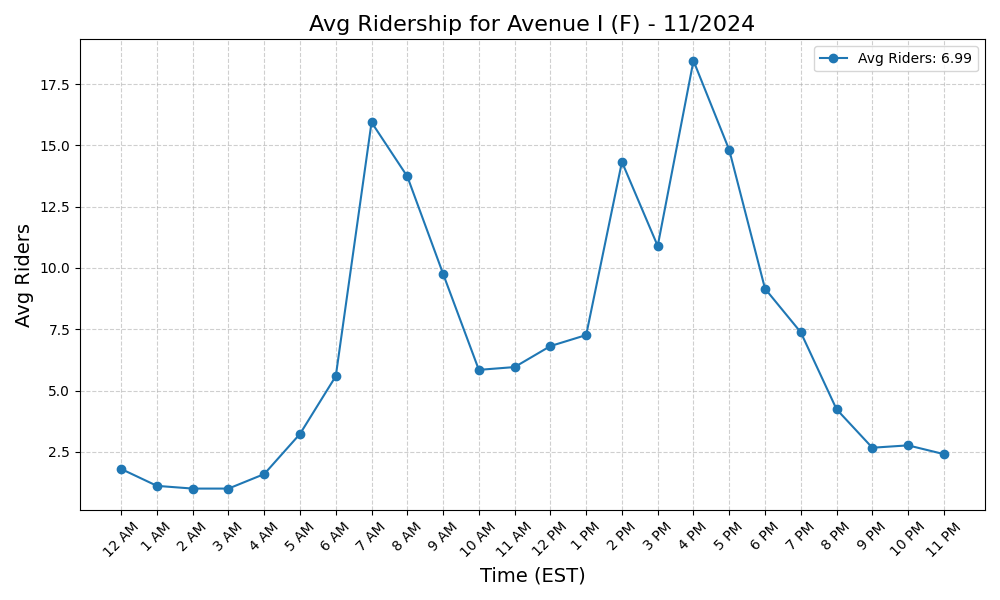 Avg Ridership for Avenue I (F) - 11/2024
Avg Riders: 6.99
Avg Riders
17.5
15.0
12.5
10.0
7.5
5.0
2.5
12 AM
1 AM
2 AM
3 AM
4 AM
5 AM
6 AM
7 AM
8 AM
9 AM
10 AM
11 AM
12 PM
1 PM
2 PM
3 PM
4 PM
5 PM
6 PM
7 PM
8 PM
9 PM
10 PM
11 PM
Time (EST)